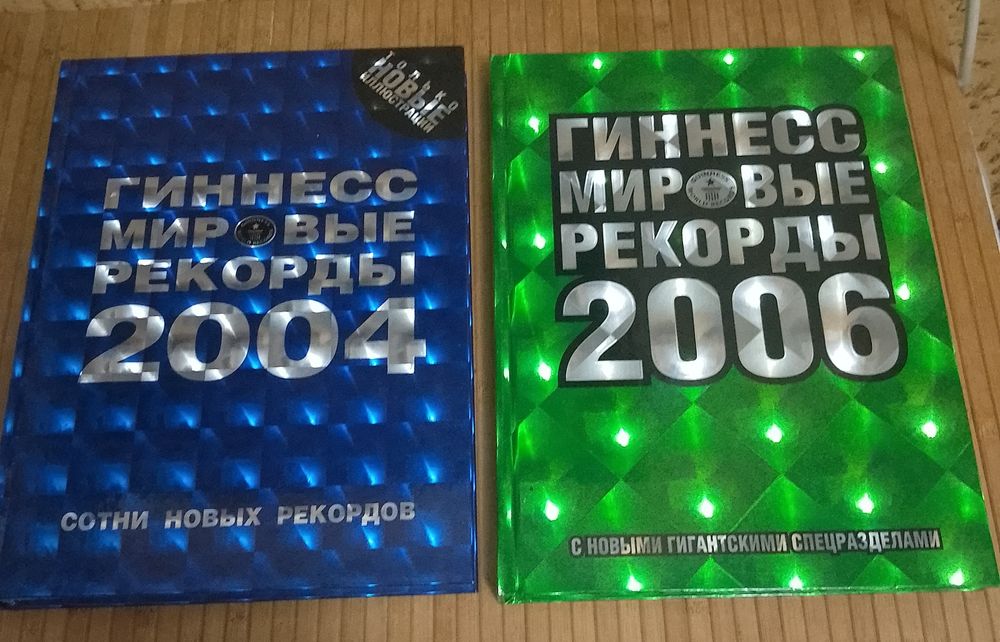 ТОЛЬКО
НОВЫЕ
ИЛЛЮСТРАЦИИ
ГИННЕСС
МИРОВЫЕ
РЕКОРДЫ
2004
СОТНИ НОВЫХ РЕКОРДОВ
ГИННЕСС
МИРОВЫЕ
РЕКОРДЫ
2006
С НОВЫМИ ГИГАНТСКИМИ СПЕЦРАЗДЕЛАМИ